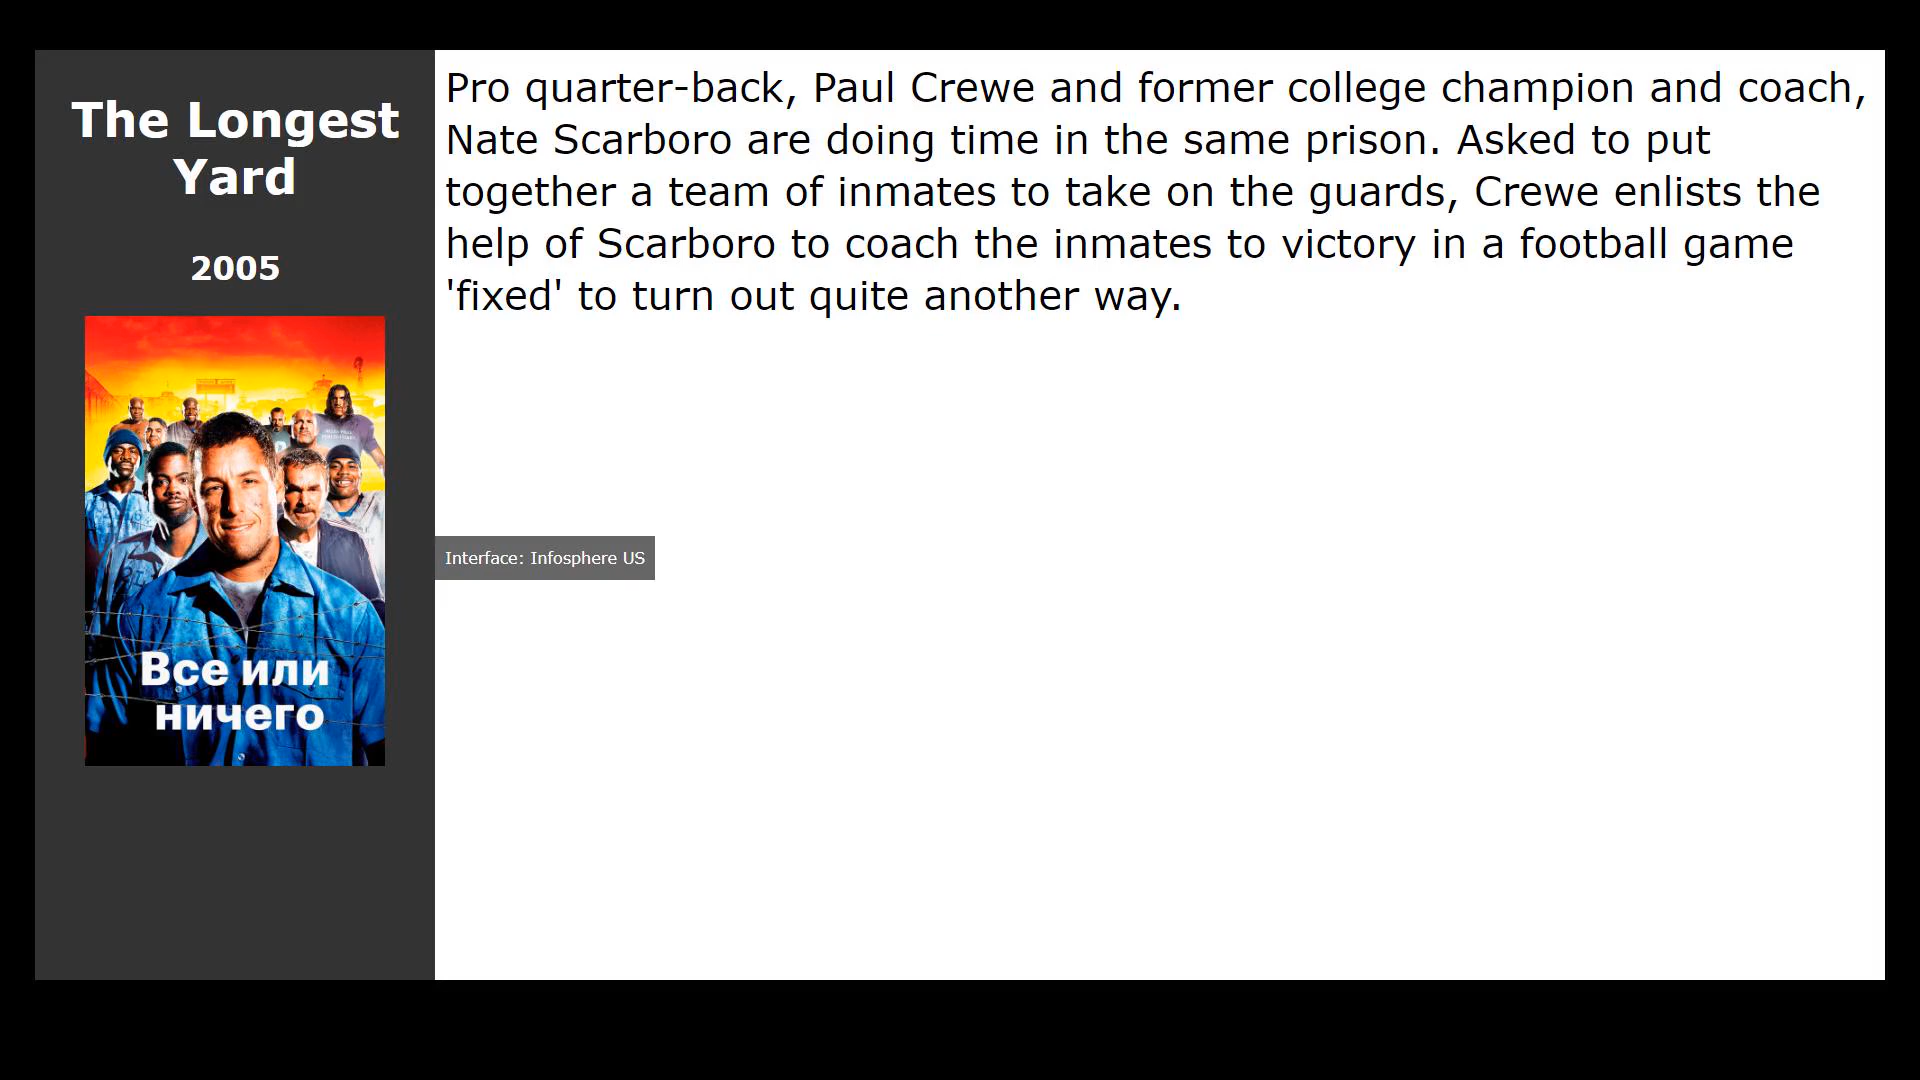 The Longest
Yard
2005
Все или
ничего
Pro quarter-back, Paul Crewe and former college champion and coach,
Nate Scarboro are doing time in the same prison. Asked to put
together a team of inmates to take on the guards, Crewe enlists the
help of Scarboro to coach the inmates to victory in a football game
'fixed' to turn out quite another way.
Interface: Infosphere US